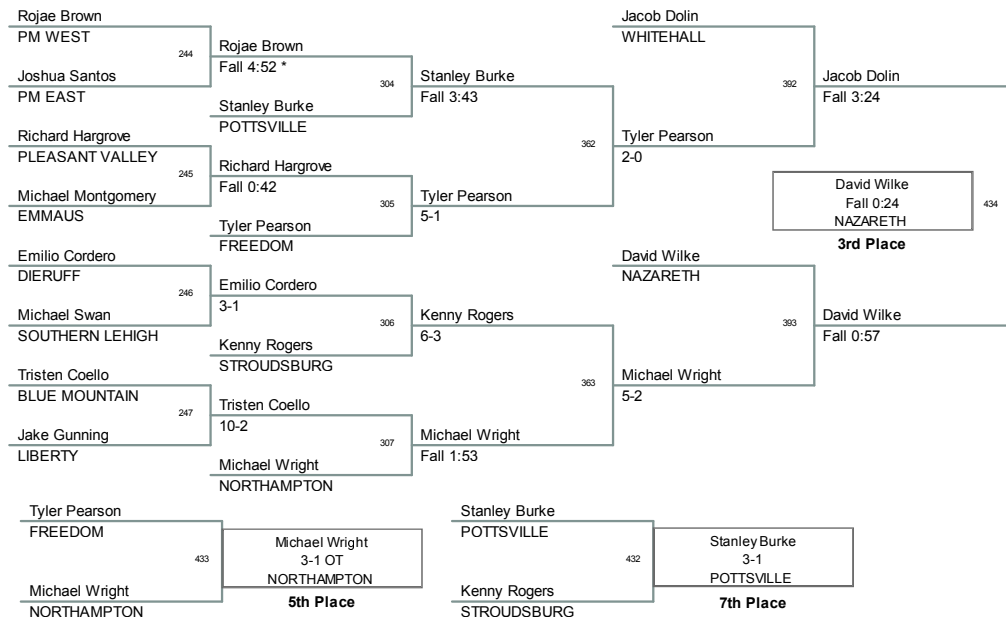 Rojae Brown
PM WEST
244
Joshua Santos
PM EAST
Richard Hargrove
PLEASANT VALLEY
245
Michael Montgomery
EMMAUS
Emilio Cordero
DIERUFF
246
Michael Swan
SOUTHERN LEHIGH
Tristen Coello
BLUE MOUNTAIN
247
Jake Gunning
LIBERTY
Rojae Brown
Fall 4:52 *
304
Stanley Burke
POTTSVILLE
Richard Hargrove
Fall 0:42
305
Tyler Pearson
FREEDOM
Emilio Cordero
3-1
306
Kenny Rogers
STROUDSBURG
Tristen Coello
10-2
307
Michael Wright
NORTHAMPTON
Stanley Burke
Fall 3:43
362
Tyler Pearson
5-1
Kenny Rogers
6-3
363
Michael Wright
Fall 1:53
Jacob Dolin
WHITEHALL
392
Tyler Pearson
2-0
David Wilke
NAZARETH
393
Michael Wright
5-2
Jacob Dolin
Fall 3:24
David Wilke
Fall 0:24
NAZARETH
434
3rd Place
David Wilke
Fall 0:57
Tyler Pearson
FREEDOM
433
Michael Wright
NORTHAMPTON
Michael Wright
3-1 OT
NORTHAMPTON
5th Place
Stanley Burke
POTTSVILLE
432
Kenny Rogers
STROUDSBURG
Stanley Burke
3-1
POTTSVILLE
7th Place